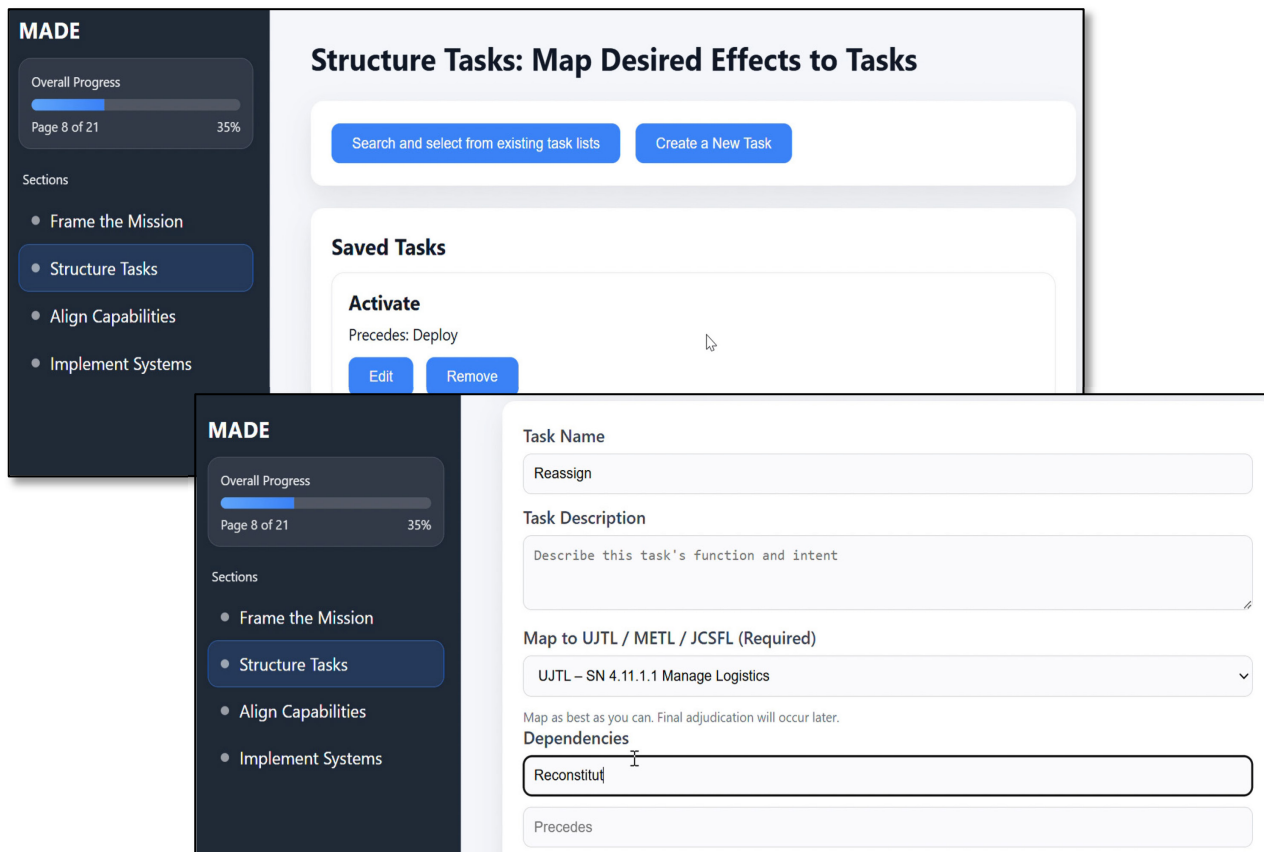 MADE
Overall Progress
Page 8 of 21 35%
Sections
Frame the Mission
Structure Tasks
Align Capabilities
Implement Systems
Structure Tasks: Map Desired Effects to Tasks
Search and select from existing task lists Create a New Task
Saved Tasks
Activate
Precedes: Deploy
Edit Remove
MADE
Overall Progress
Page 8 of 21 35%
Sections
Frame the Mission
Structure Tasks
Align Capabilities
Implement Systems
Task Name
Reassign
Task Description
Describe this task's function and intent
Map to UJTL / METL / JCSFL (Required)
UJTL – SN 4.11.1.1 Manage Logistics
Map as best as you can. Final adjudication will occur later.
Dependencies
Reconstitut
Precedes